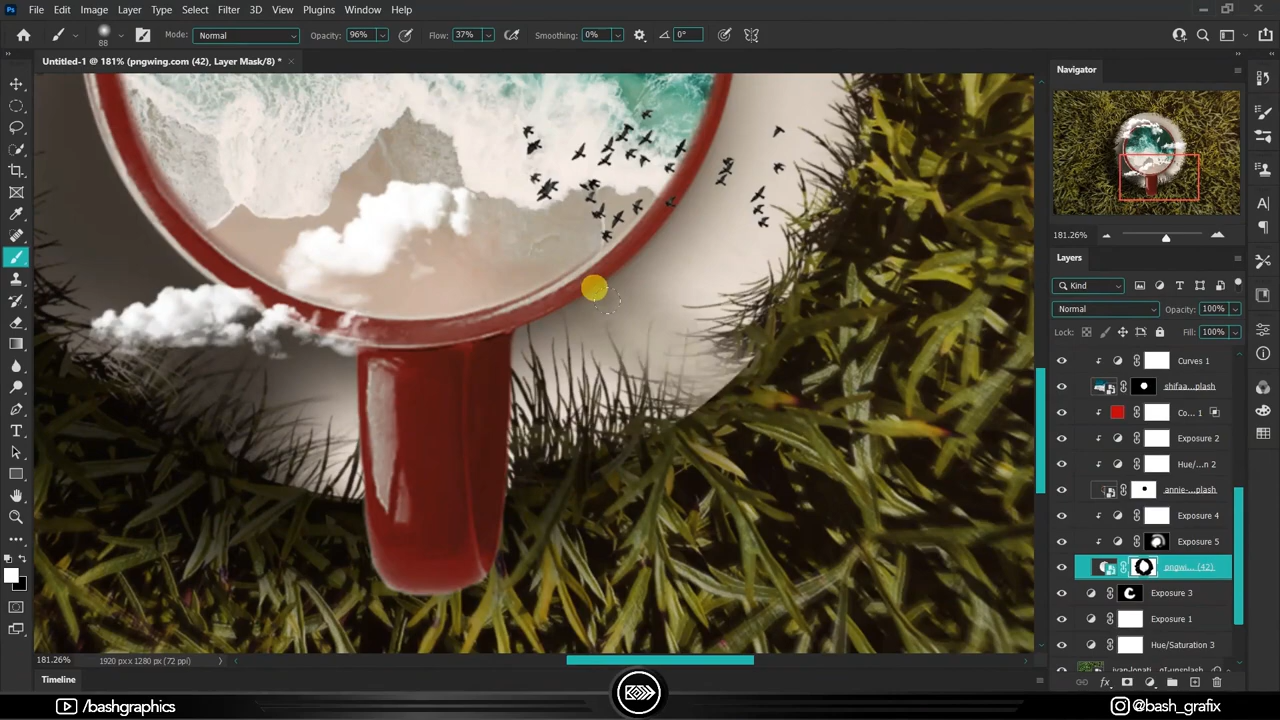 Ps File Edit Image Layer Type Select Filter 3D View Plugins Window Help
88 Mode: Normal Opacity: 96% Flow: 37% Smoothing: 0% 0°
Untitled-1 @ 181% (pngwing.com (42), Layer Mask/8) *
Navigator
181.26%
Layers
Kind
Normal Opacity: 100%
Lock: Fill: 100%
Curves 1
shifaa...plash
Co... 1
Exposure 2
Hue/...n 2
annie-...plash
Exposure 4
Exposure 5
pngwi... (42)
Exposure 3
Exposure 1
Hue/Saturation 3
181.26% 1920 px x 1280 px (72 ppi)
Timeline
/bashgraphics
@bash_grafix